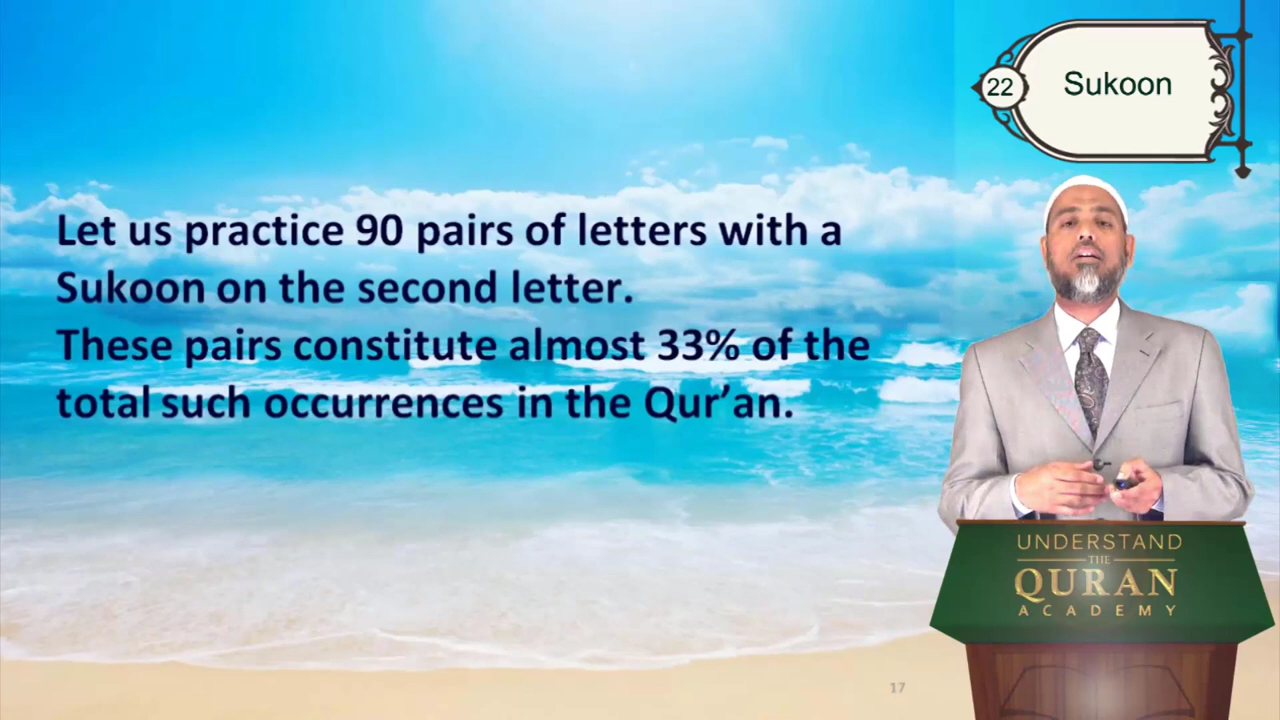 22
Sukoon
Let us practice 90 pairs of letters with a
Sukoon on the second letter.
These pairs constitute almost 33% of the
total such occurrences in the Qur’an.
UNDERSTAND
THE
QURAN
ACADEMY
17